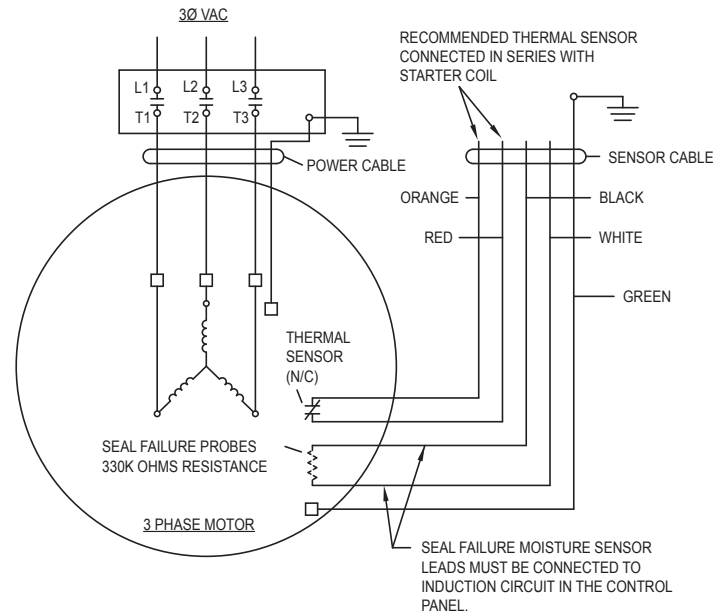 3Ø VAC
L1
L2
L3
T1
T2
T3
POWER CABLE
RECOMMENDED THERMAL SENSOR
CONNECTED IN SERIES WITH
STARTER COIL
SENSOR CABLE
ORANGE
BLACK
RED
WHITE
GREEN
THERMAL
SENSOR
(N/C)
SEAL FAILURE PROBES
330K OHMS RESISTANCE
3 PHASE MOTOR
SEAL FAILURE MOISTURE SENSOR
LEADS MUST BE CONNECTED TO
INDUCTION CIRCUIT IN THE CONTROL
PANEL.